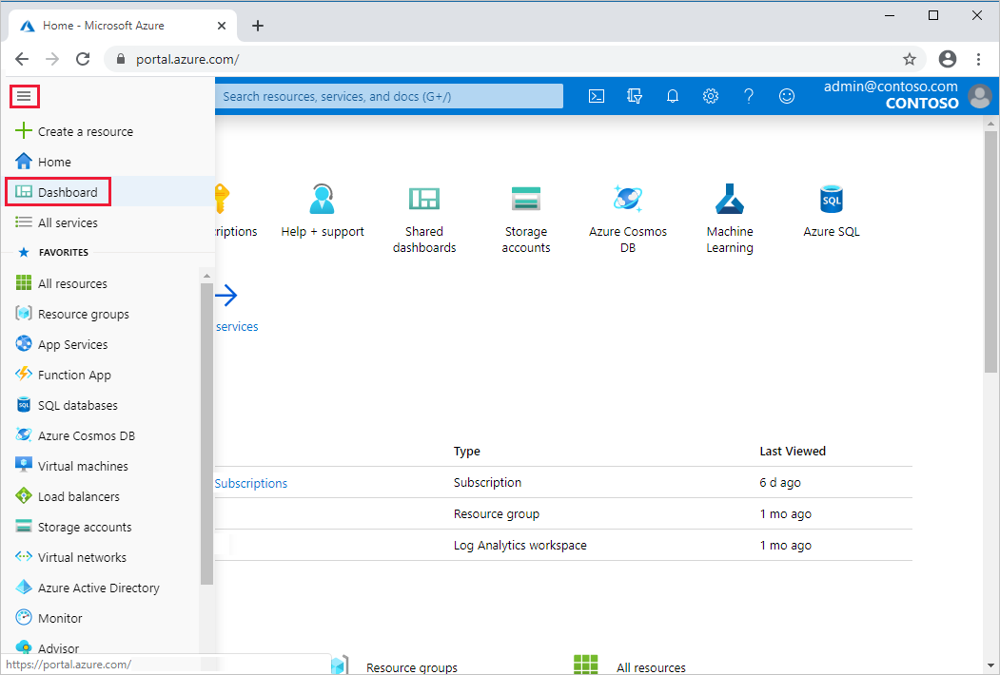 Home - Microsoft Azure
portal.azure.com/
Search resources, services, and docs (G+/)
admin@contoso.com
CONTOSO
Create a resource
Home
Dashboard
All services
FAVORITES
All resources
Resource groups
App Services
Function App
SQL databases
Azure Cosmos DB
Virtual machines
Load balancers
Storage accounts
Virtual networks
Azure Active Directory
Monitor
Advisor
https://portal.azure.com/
criptions
Help + support
Shared
dashboards
Storage
accounts
Azure Cosmos
DB
Machine
Learning
SQL
Azure SQL
services
Type Last Viewed
Subscriptions Subscription 6 d ago
Resource group 1 mo ago
Log Analytics workspace 1 mo ago
Resource groups
All resources